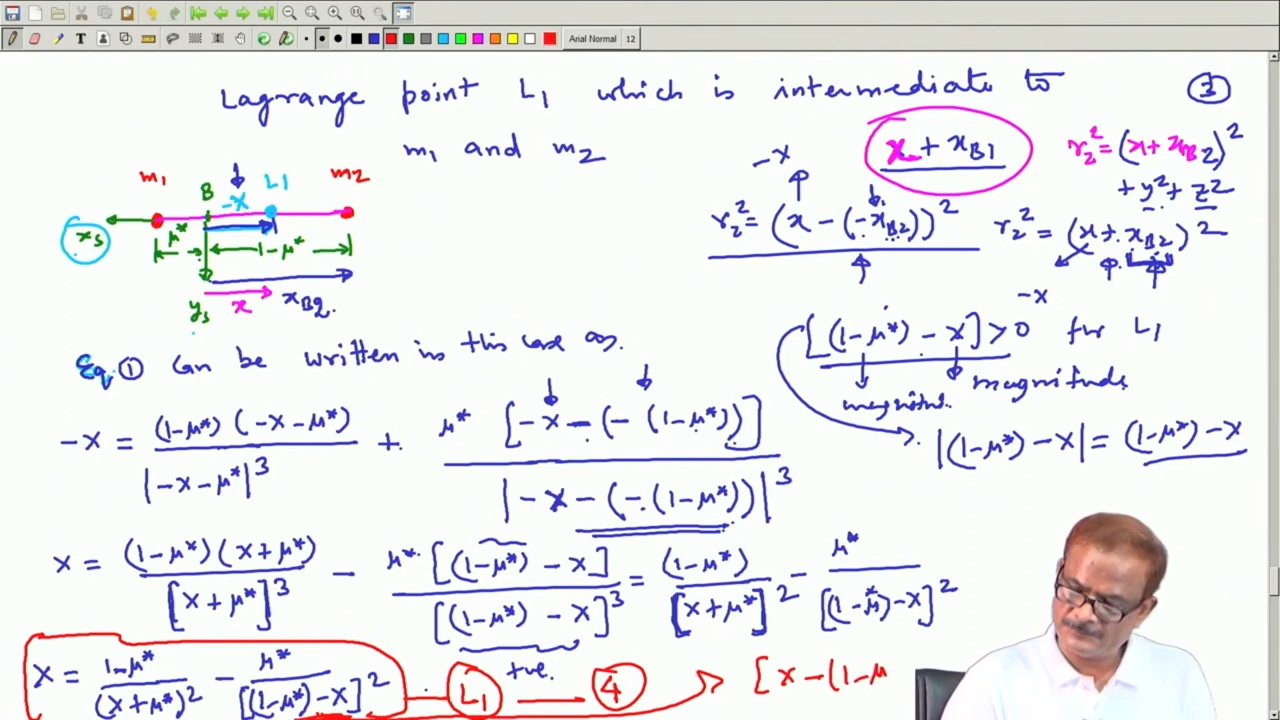 Arial Normal 12
Lagrange point L1 which is intermediate to
m1 and m2
③
x + xB1
r2² = (x + xB2)²
+ y² + z²
-x
r2² = (x - (-xB2))²
r2² = (x + xB2)²
m1 B -x L1 m2
xs
μ* 1-μ*
ys x xB2.
-x
[(1-μ*) - x] > 0 for L1
magnitude
Eq. ① Can be written in this case as.
|(1-μ*) - x| = (1-μ*) - x
-x = (1-μ*)(-x-μ*) / |-x-μ*|³ + μ* [-x - (-(1-μ*))] / |-x - (-(1-μ*))|³
x = (1-μ*)(x+μ*) / [x+μ*]³ - μ* [(1-μ*) - x] / [(1-μ*) - x]³ = (1-μ*) / [x+μ*]² - μ* / [(1-μ*)-x]²
+ve.
x = 1-μ* / (x+μ*)² - μ* / [(1-μ*)-x]² L1 ④ [x-(1-μ